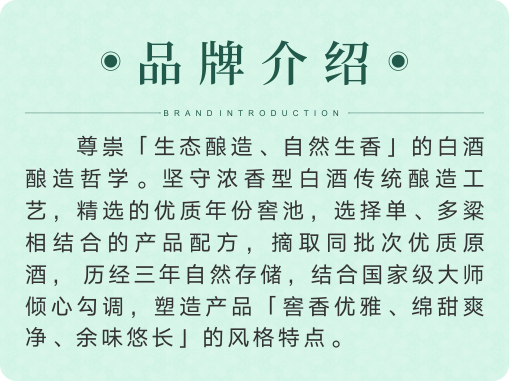 品牌介绍
BRAND INTRODUCTION
尊崇「生态酿造、自然生香」的白酒
酿造哲学。坚守浓香型白酒传统酿造工
艺，精选的优质年份窖池，选择单、多粱
相结合的产品配方，摘取同批次优质原
酒， 历经三年自然存储，结合国家级大师
倾心勾调，塑造产品「窖香优雅、绵甜爽
净、余味悠长」的风格特点。